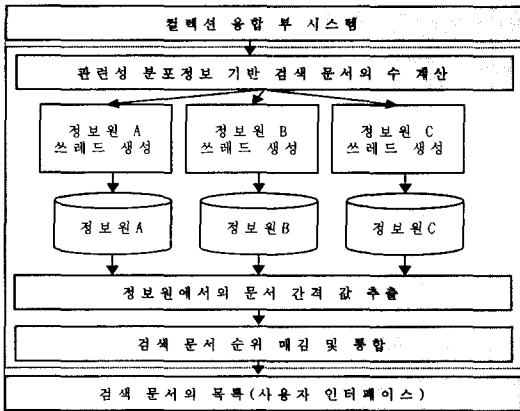 컬렉션 융합 부 시스템
관련성 분포정보 기반 검색 문서의 수 계산
정보원 A
쓰레드 생성
정보원 B
쓰레드 생성
정보원 C
쓰레드 생성
정보원A
정보원B
정보원C
정보원에서의 문서 간격 값 추출
검색 문서 순위 매김 및 통합
검색 문서의 목록(사용자 인터페이스)